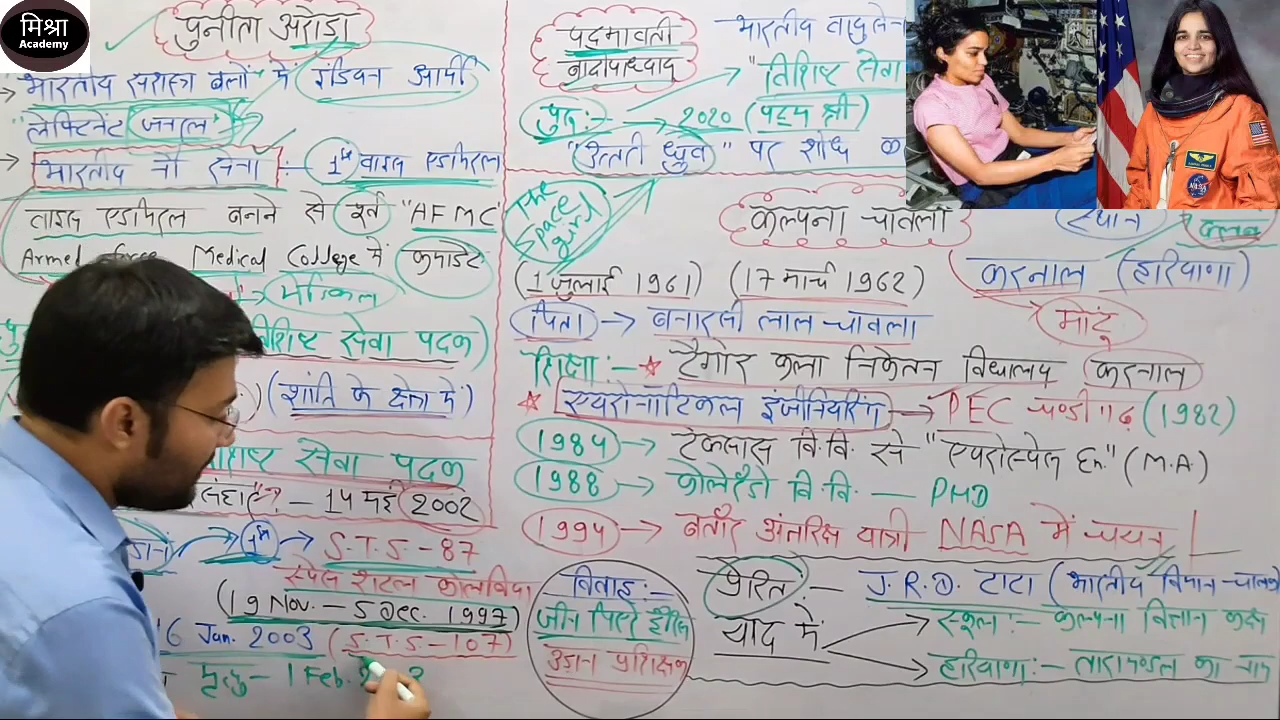 मिश्रा
Academy
पुनीता अरोडा
→ भारतीय सशस्त्र बलों में इंडियन आर्मी
"लेफ्टिनेंट जनरल"
→ भारतीय नौ सेना :- 1st वाइस एडमिरल
वाइस एडमिरल बनने से पूर्व "AFMC"
Armed Force Medical College में कमांडेंट
1st मेडिकल
विशिष्ट सेवा पदक)
(शांति के क्षेत्र में)
सेवा पदक
14 मई 2002
1st → S.T.S-87
स्पेस शटल कोलंबिया
(19 Nov. - 5 Dec. 1997)
16 Jan. 2003 (S.T.S-107)
मृत्यु - 1 Feb.
पद्मावती
बंदोपाध्याय
भारतीय वायु सेना
"विशिष्ट सेवा
पुरु:- → 2020 (पद्म श्री)
"उत्तरी ध्रुव" पर शोध
The Space girl
कल्पना चावला
स्थान
(1 जुलाई 1961) (17 मार्च 1962)
करनाल (हरियाणा)
मोंटू
पिता → बनारसी लाल चावला
शिक्षा:- टैगोर कला निकेतन विद्यालय करनाल
एयरोनॉटिकल इंजीनियरिंग → PEC चण्डीगढ़ (1982)
1984 → टेक्सास वि.वि. से "एयरोस्पेस En." (M.A)
1988 → कोलेरैडो वि.वि. - PHD
1994 → बतौर अंतरिक्ष यात्री NASA में चयन
विवाह:-
जीन पियरे हैरिसन
उड़ान प्रशिक्षक
प्रेरित:- J.R.D. टाटा (भारतीय विमान-चालक
याद में
→ स्कूल:- कल्पना विज्ञान कक्ष
→ हरियाणा:- तारामण्डल का नाम
NASA